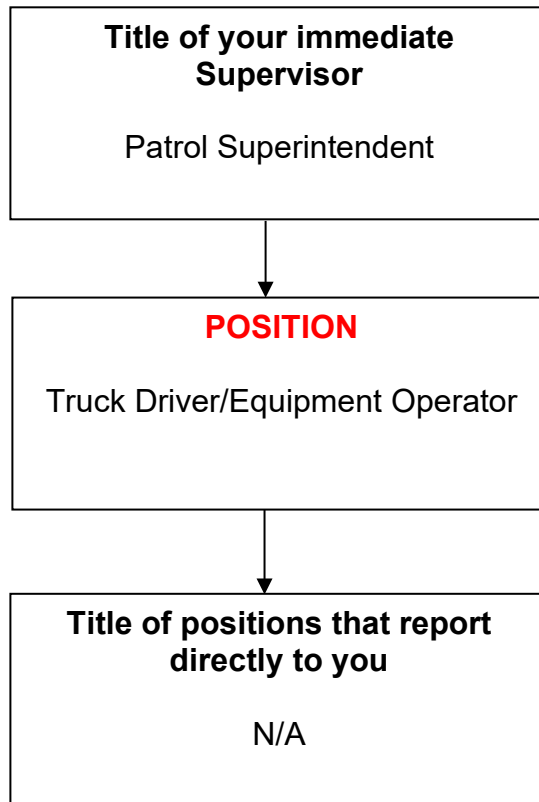 Title of your immediate
Supervisor
Patrol Superintendent
POSITION
Truck Driver/Equipment Operator
Title of positions that report
directly to you
N/A